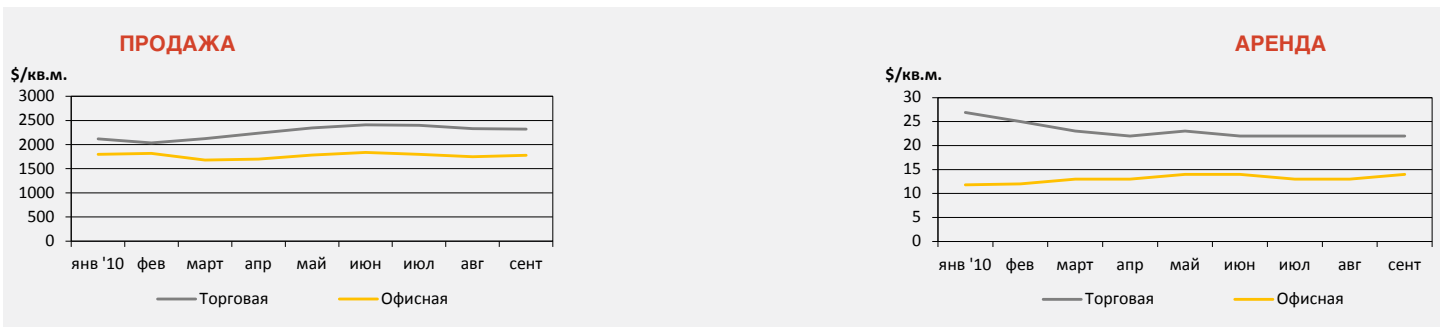 ПРОДАЖА
$/кв.м.
3000
2500
2000
1500
1000
500
0
янв '10 фев март апр май июн июл авг сент
Торговая Офисная
АРЕНДА
$/кв.м.
30
25
20
15
10
5
0
янв '10 фев март апр май июн июл авг сент
Торговая Офисная